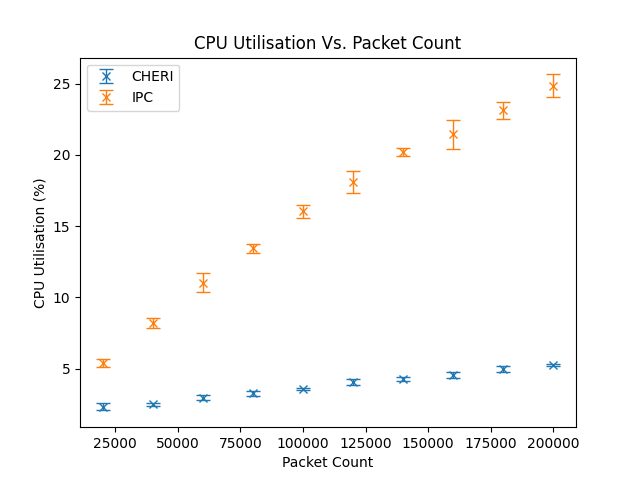 CPU Utilisation Vs. Packet Count
CHERI
IPC
CPU Utilisation (%)
25
20
15
10
5
25000 50000 75000 100000 125000 150000 175000 200000
Packet Count